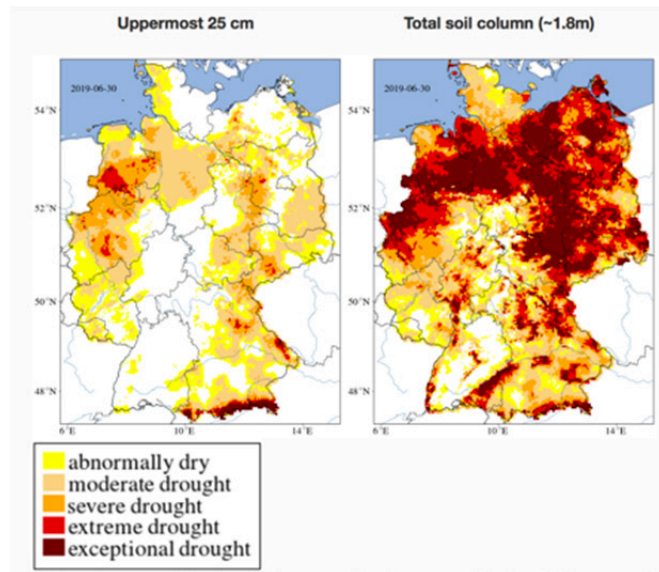 Uppermost 25 cm
Total soil column (~1.8m)
2019-06-30
2019-06-30
54°N
52°N
50°N
48°N
6°E
10°E
14°E
54°N
52°N
50°N
48°N
6°E
10°E
14°E
abnormally dry
moderate drought
severe drought
extreme drought
exceptional drought